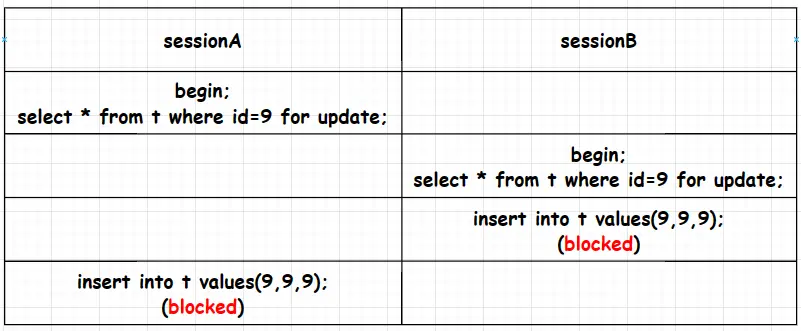 sessionA
sessionB
begin;
select * from t where id=9 for update;
begin;
select * from t where id=9 for update;
insert into t values(9,9,9);
(blocked)
insert into t values(9,9,9);
(blocked)